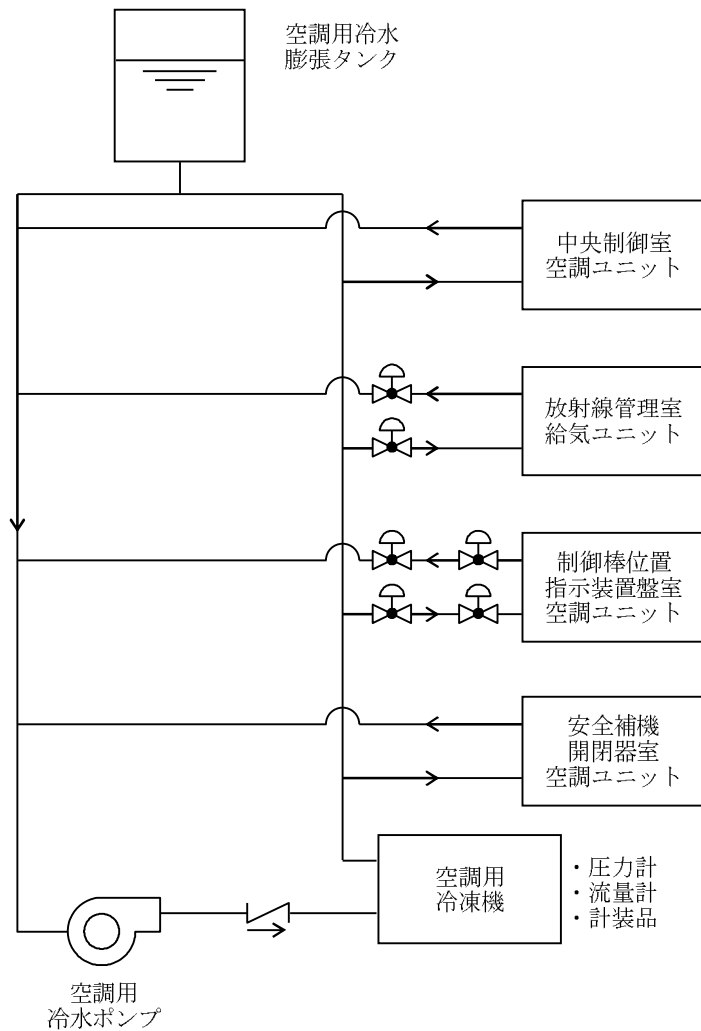 空調用冷水
膨張タンク
中央制御室
空調ユニット
放射線管理室
給気ユニット
制御棒位置
指示装置盤室
空調ユニット
安全補機
開閉器室
空調ユニット
空調用
冷凍機
・圧力計
・流量計
・計装品
空調用
冷水ポンプ